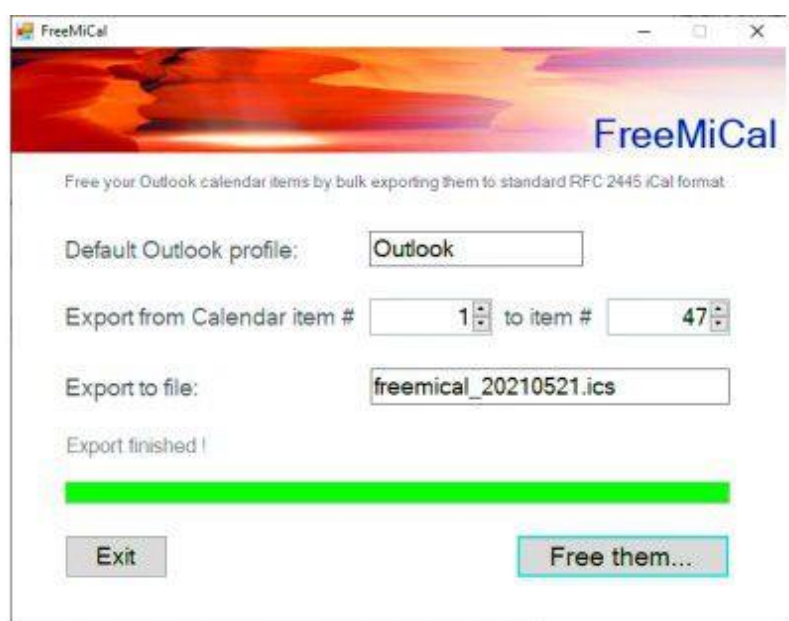 FreeMiCal
FreeMiCal
Free your Outlook calendar items by bulk exporting them to standard RFC 2445 iCal format
Default Outlook profile: Outlook
Export from Calendar item # 1 to item # 47
Export to file: freemical_20210521.ics
Export finished !
Exit Free them...